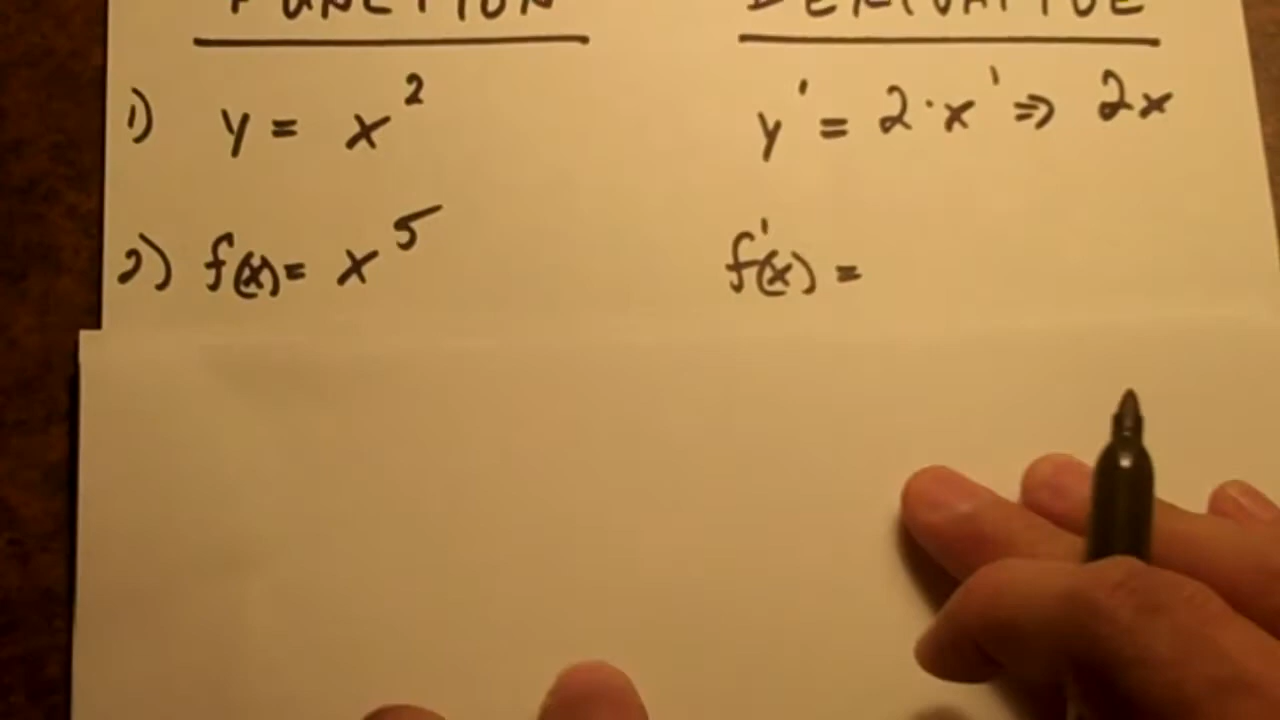 FUNCTION DERIVATIVE
1) y = x² y' = 2·x¹ ⇒ 2x
2) f(x) = x⁵ f'(x) =